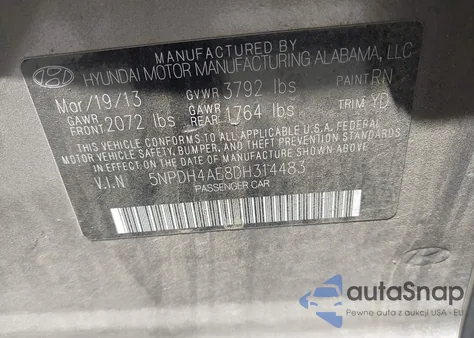 MANUFACTURED BY
HYUNDAI MOTOR MANUFACTURING ALABAMA, LLC
Mar/19/13 GVWR 3792 lbs PAINT RN
GAWR FRONT 2072 lbs GAWR REAR 1764 lbs TRIM YD
THIS VEHICLE CONFORMS TO ALL APPLICABLE U.S.A. FEDERAL
MOTOR VEHICLE SAFETY, BUMPER, AND THEFT PREVENTION STANDARDS
IN EFFECT ON THE DATE OF MANUFACTURE SHOWN ABOVE.
V.I.N 5NPDH4AE8DH314483
PASSENGER CAR
autoSnap
Pewne auta z aukcji USA - EU